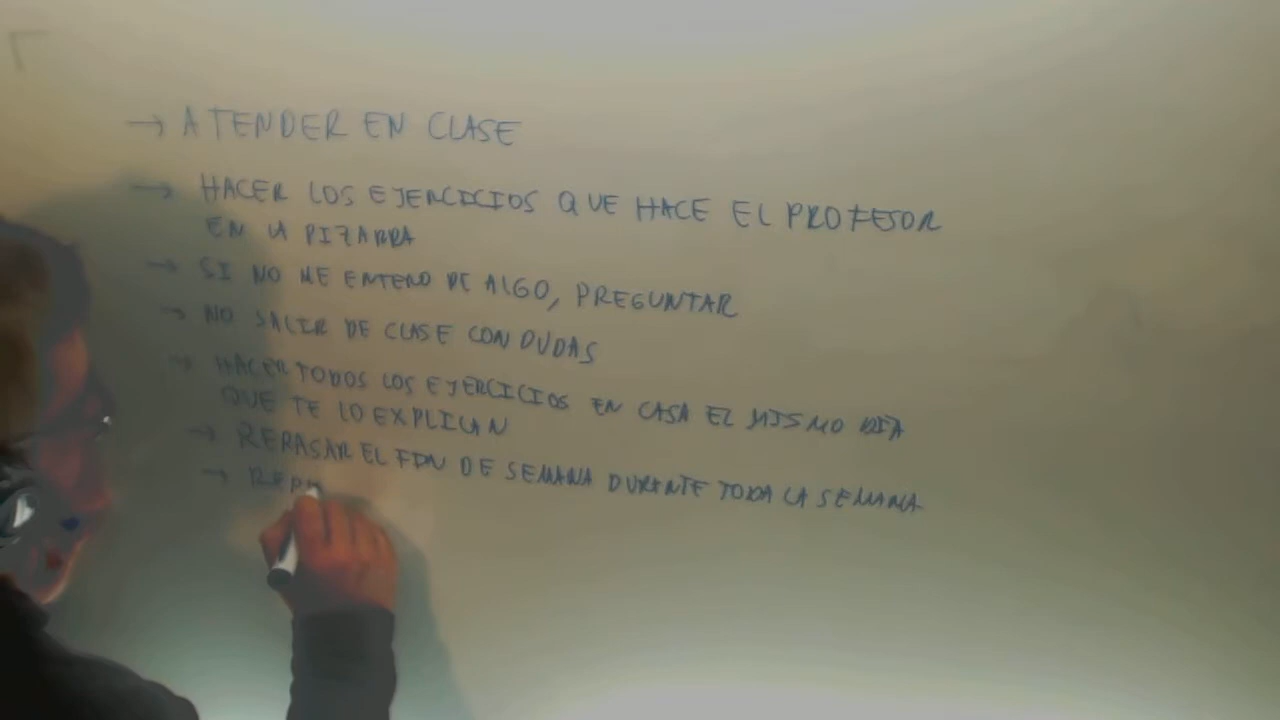 → ATENDER EN CLASE
→ HACER LOS EJERCICIOS QUE HACE EL PROFESOR
EN LA PIZARRA
→ SI NO ME ENTERO DE ALGO, PREGUNTAR
→ NO SALIR DE CLASE CON DUDAS
→ HACER TODOS LOS EJERCICIOS EN CASA EL MISMO DÍA
QUE TE LO EXPLICAN
→ REPASAR EL FIN DE SEMANA DURANTE TODA LA SEMANA
→ REPA